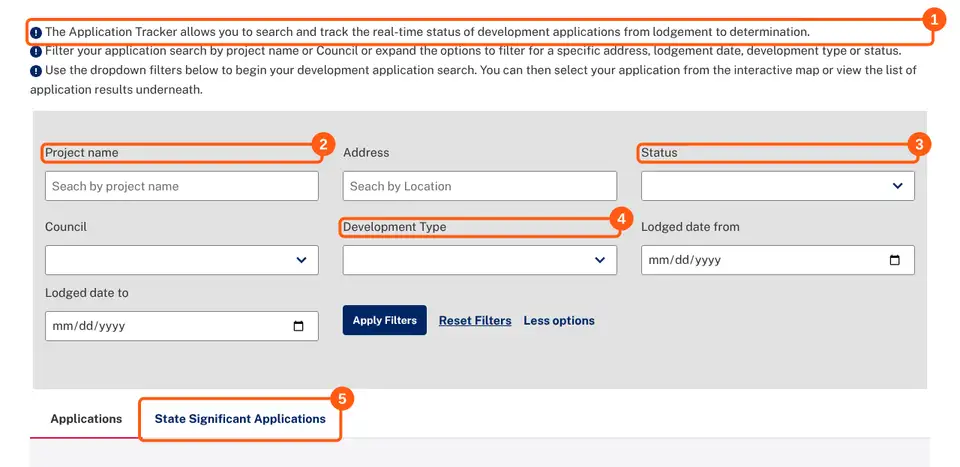 1
The Application Tracker allows you to search and track the real-time status of development applications from lodgement to determination.
Filter your application search by project name or Council or expand the options to filter for a specific address, lodgement date, development type or status.
Use the dropdown filters below to begin your development application search. You can then select your application from the interactive map or view the list of
application results underneath.
Project name 2 Address Status 3
Seach by project name Seach by Location
Council Development Type 4 Lodged date from
mm/dd/yyyy
Lodged date to
mm/dd/yyyy Apply Filters Reset Filters Less options
Applications State Significant Applications 5